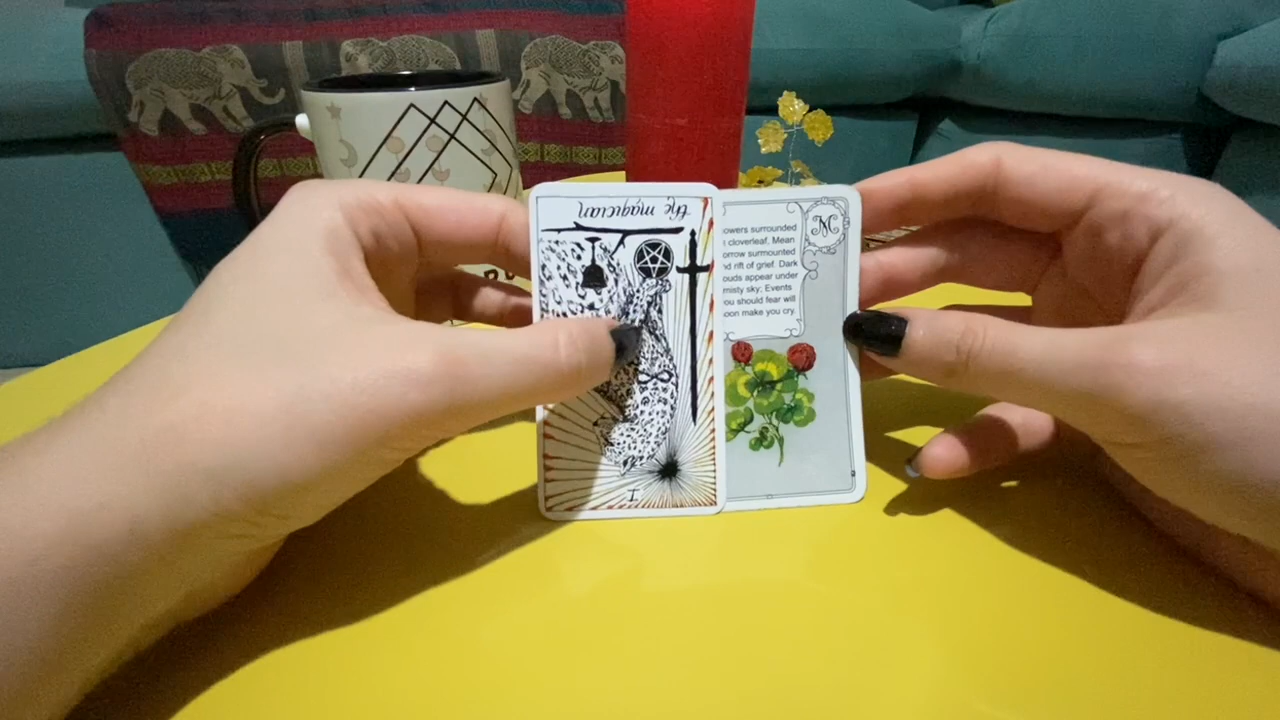 the magician
I
M
owers surrounded
cloverleaf. Mean
orrow surmounted
nd rift of grief. Dark
ouds appear under
misty sky; Events
ou should fear will
oon make you cry.